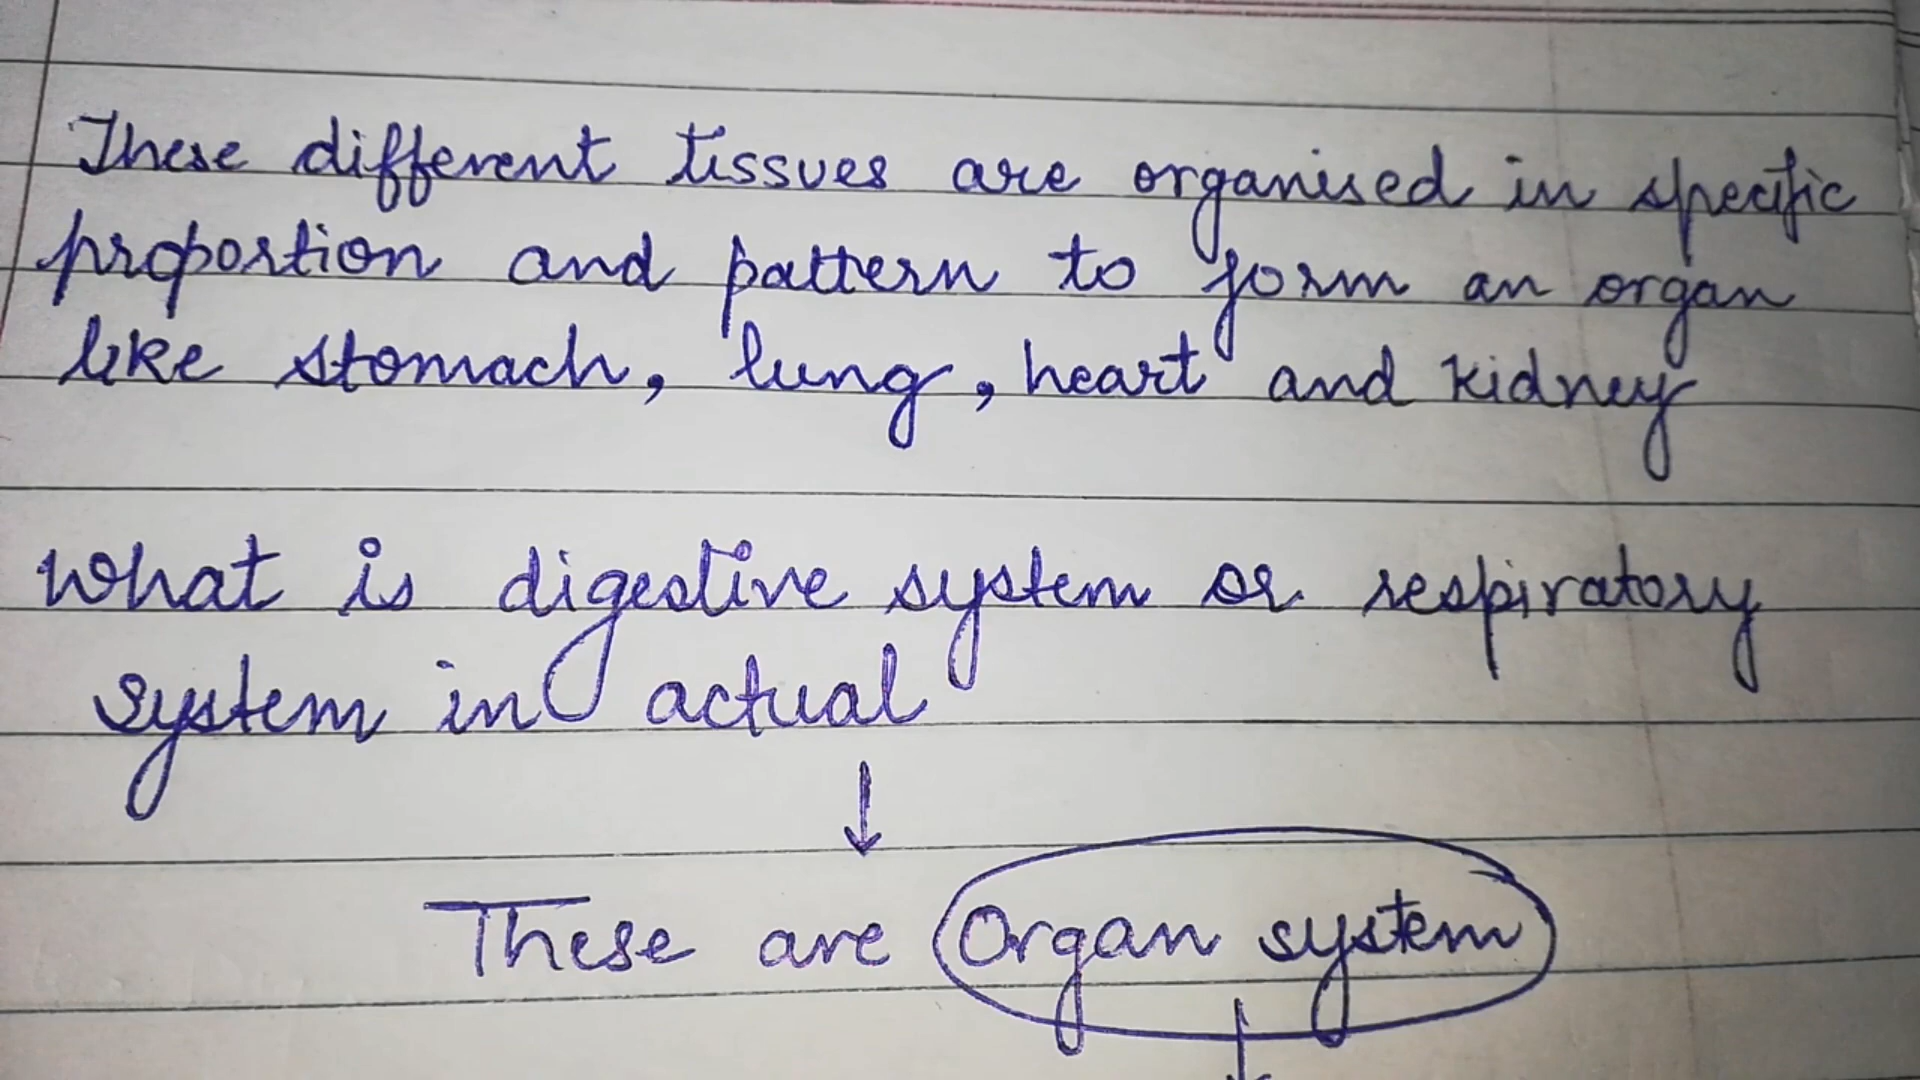 These different tissues are organised in specific
proportion and pattern to form an organ
like stomach, lung, heart and kidney
What is digestive system or respiratory
system in actual
↓
These are Organ system
↓